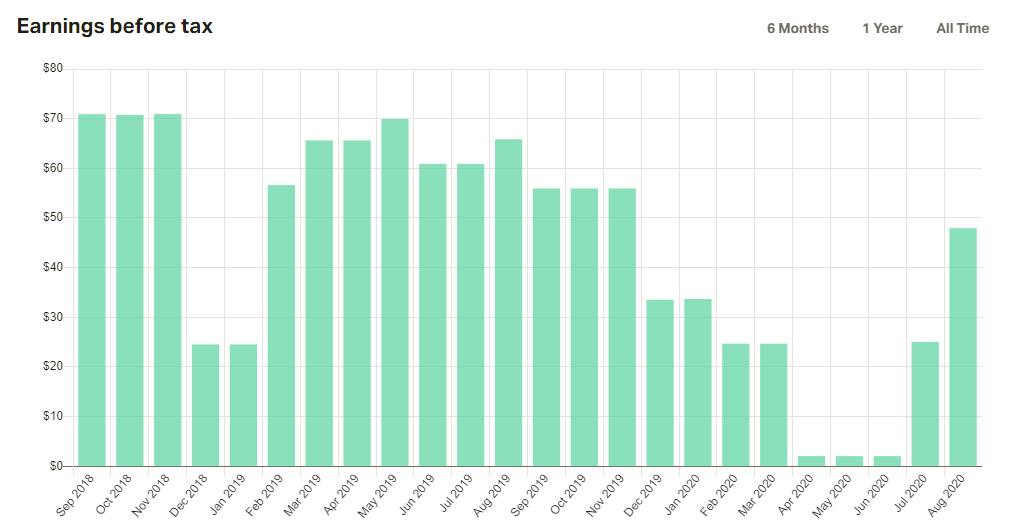 Earnings before tax
6 Months 1 Year All Time
$80
$70
$60
$50
$40
$30
$20
$10
$0
Sep 2018
Oct 2018
Nov 2018
Dec 2018
Jan 2019
Feb 2019
Mar 2019
Apr 2019
May 2019
Jun 2019
Jul 2019
Aug 2019
Sep 2019
Oct 2019
Nov 2019
Dec 2019
Jan 2020
Feb 2020
Mar 2020
Apr 2020
May 2020
Jun 2020
Jul 2020
Aug 2020